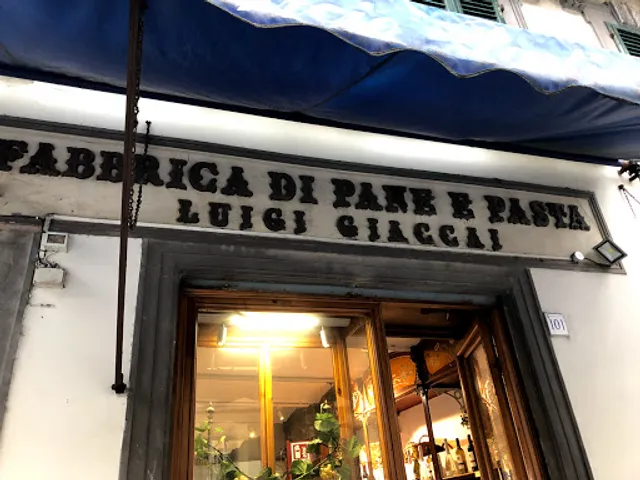 FABBRICA DI PANE E PASTA
LUIGI GIACCAI
101